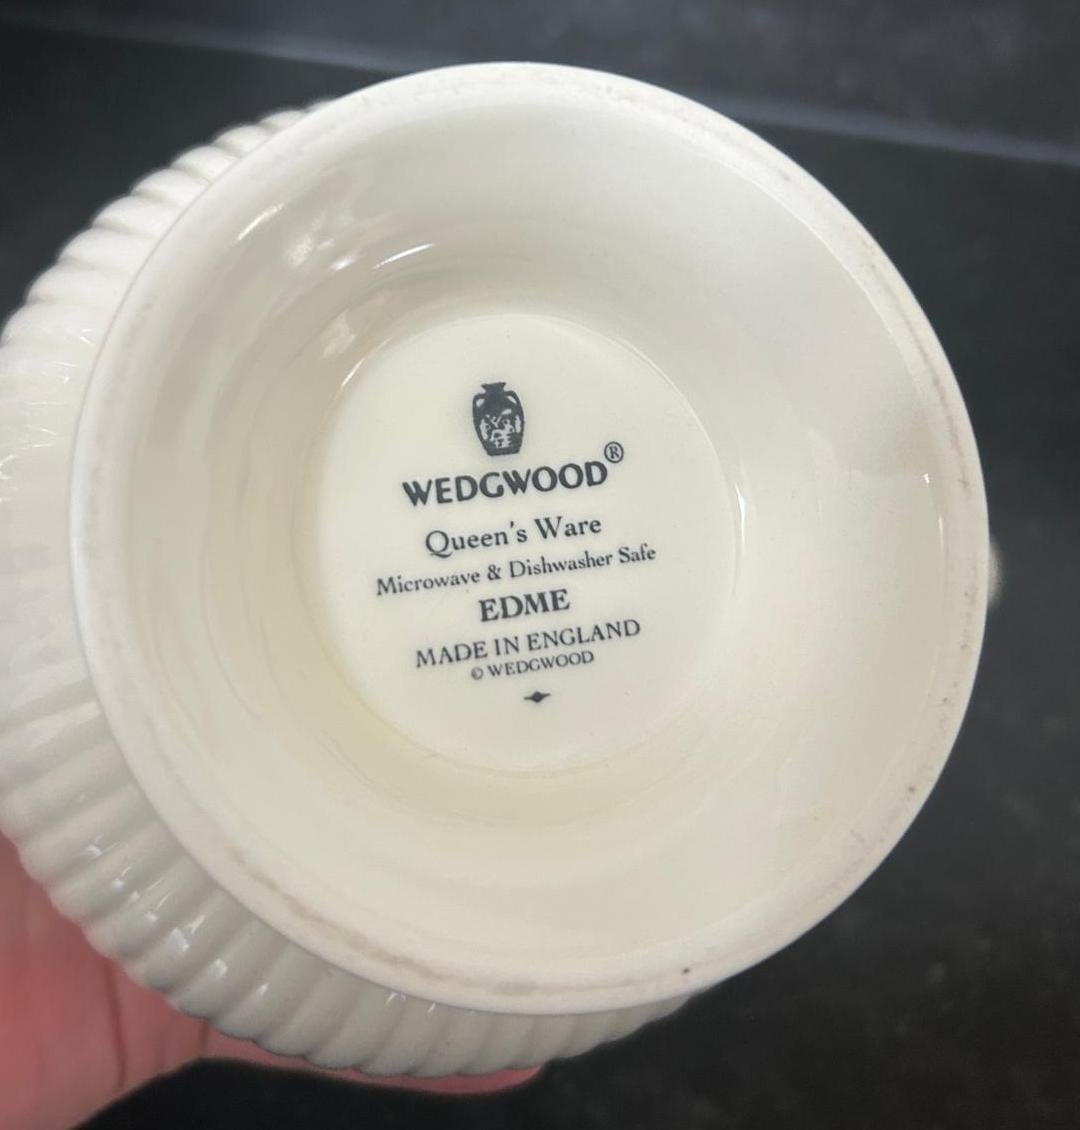 WEDGWOOD®
Queen's Ware
Microwave & Dishwasher Safe
EDME
MADE IN ENGLAND
© WEDGWOOD